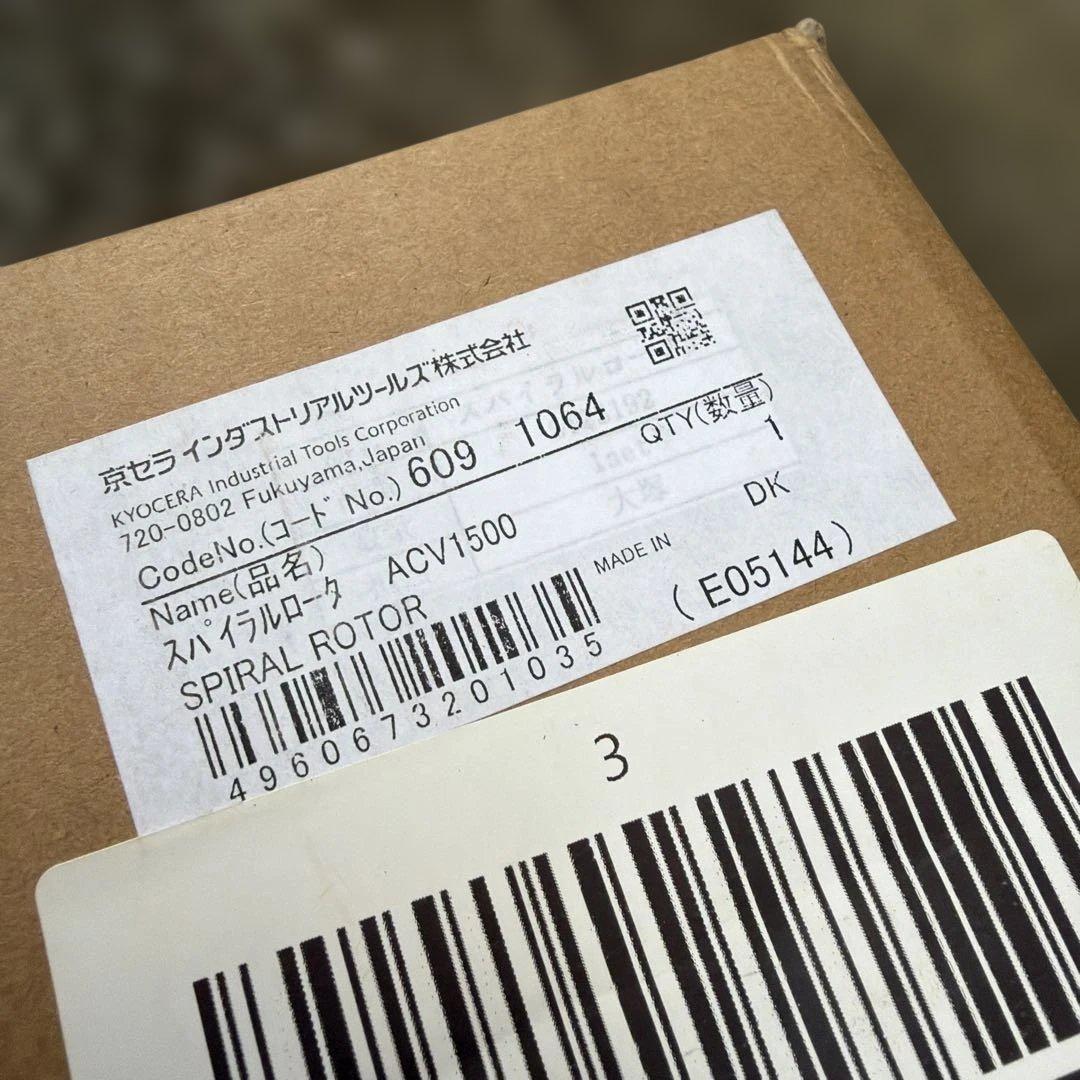 京セラ インダストリアルツールズ株式会社
KYOCERA Industrial Tools Corporation
720-0802 Fukuyama,Japan
CodeNo.(コード No.) 609 1064
Name(品名) QTY(数量)
スパイラルロータ ACV1500 1
SPIRAL ROTOR DK
MADE IN
(E05144)
4960673201035
3